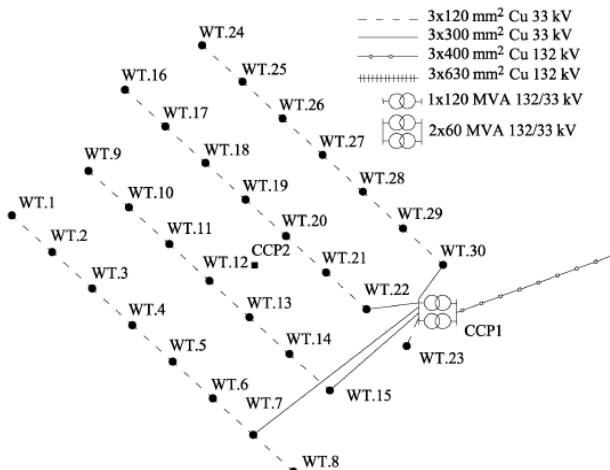 3x120 mm² Cu 33 kV
3x300 mm² Cu 33 kV
3x400 mm² Cu 132 kV
3x630 mm² Cu 132 kV
1x120 MVA 132/33 kV
2x60 MVA 132/33 kV
WT.24
WT.25
WT.16
WT.26
WT.17
WT.27
WT.9
WT.18
WT.28
WT.10
WT.19
WT.1
WT.29
WT.11
WT.20
WT.2
WT.30
WT.12
CCP2
WT.21
WT.3
WT.22
WT.13
WT.4
CCP1
WT.14
WT.23
WT.5
WT.15
WT.6
WT.7
WT.8